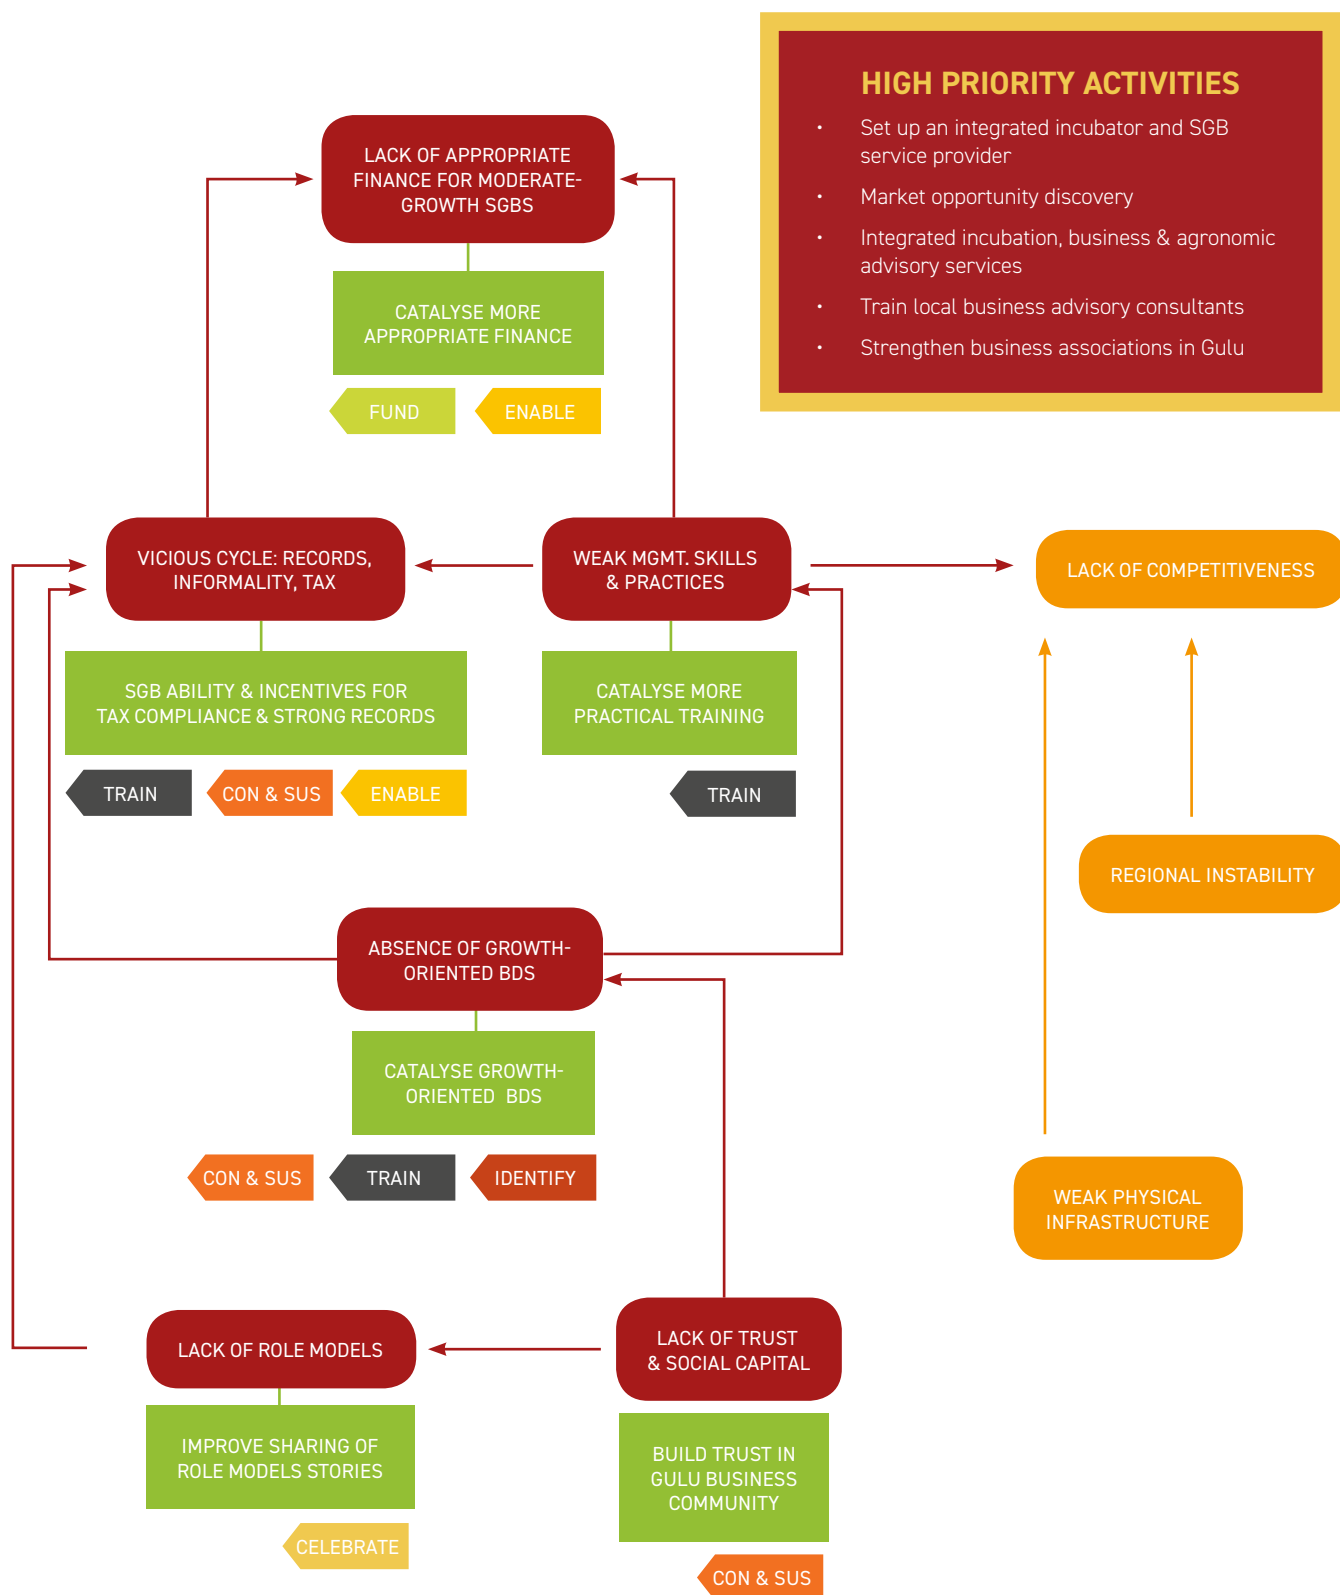 HIGH PRIORITY ACTIVITIES
• Set up an integrated incubator and SGB
service provider
• Market opportunity discovery
• Integrated incubation, business & agronomic
advisory services
• Train local business advisory consultants
• Strengthen business associations in Gulu
LACK OF APPROPRIATE
FINANCE FOR MODERATE-
GROWTH SGBS
CATALYSE MORE
APPROPRIATE FINANCE
FUND
ENABLE
VICIOUS CYCLE: RECORDS,
INFORMALITY, TAX
WEAK MGMT. SKILLS
& PRACTICES
LACK OF COMPETITIVENESS
SGB ABILITY & INCENTIVES FOR
TAX COMPLIANCE & STRONG RECORDS
CATALYSE MORE
PRACTICAL TRAINING
TRAIN
CON & SUS
ENABLE
TRAIN
REGIONAL INSTABILITY
ABSENCE OF GROWTH-
ORIENTED BDS
CATALYSE GROWTH-
ORIENTED BDS
CON & SUS
TRAIN
IDENTIFY
WEAK PHYSICAL
INFRASTRUCTURE
LACK OF ROLE MODELS
LACK OF TRUST
& SOCIAL CAPITAL
IMPROVE SHARING OF
ROLE MODELS STORIES
BUILD TRUST IN
GULU BUSINESS
COMMUNITY
CELEBRATE
CON & SUS